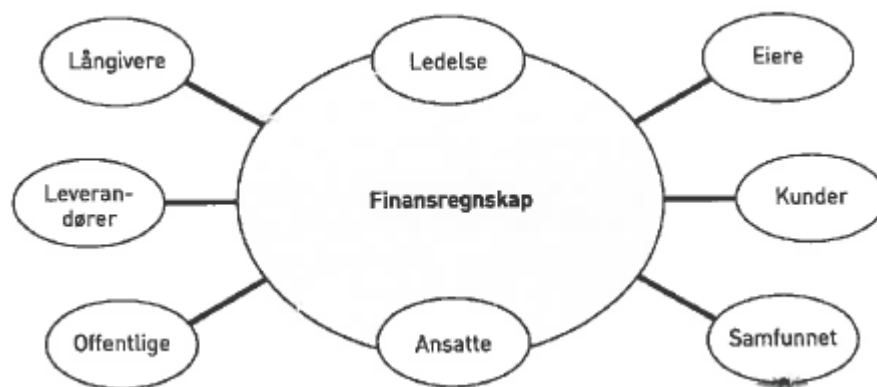 Långivere
Ledelse
Eiere
Leveran-
dører
Finansregnskap
Kunder
Offentlige
Ansatte
Samfunnet